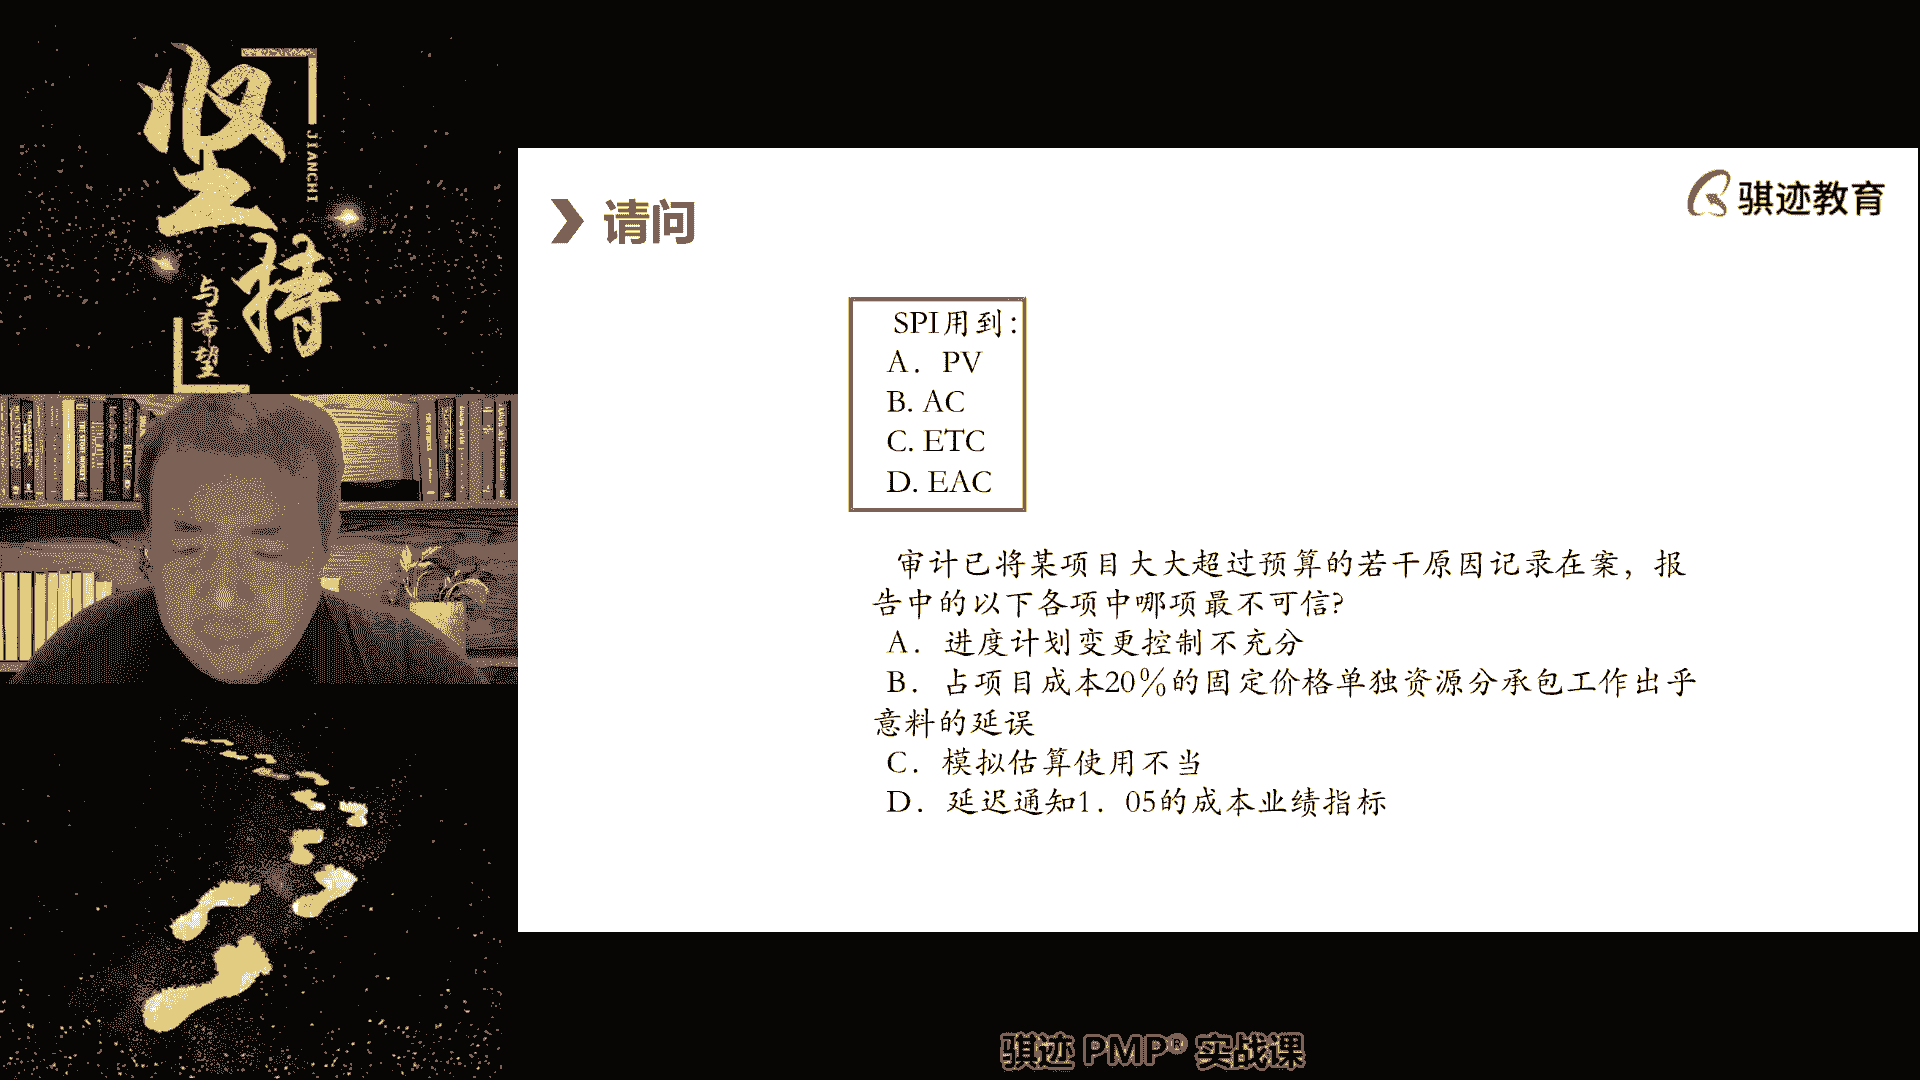 坚持
JIANCHI
与希望
请问
骐迹教育
SPI用到：
A．PV
B. AC
C. ETC
D. EAC
审计已将某项目大大超过预算的若干原因记录在案，报
告中的以下各项中哪项最不可信?
A．进度计划变更控制不充分
B．占项目成本20%的固定价格单独资源分承包工作出乎
意料的延误
C．模拟估算使用不当
D．延迟通知1．05的成本业绩指标
骐迹 PMP® 实战课